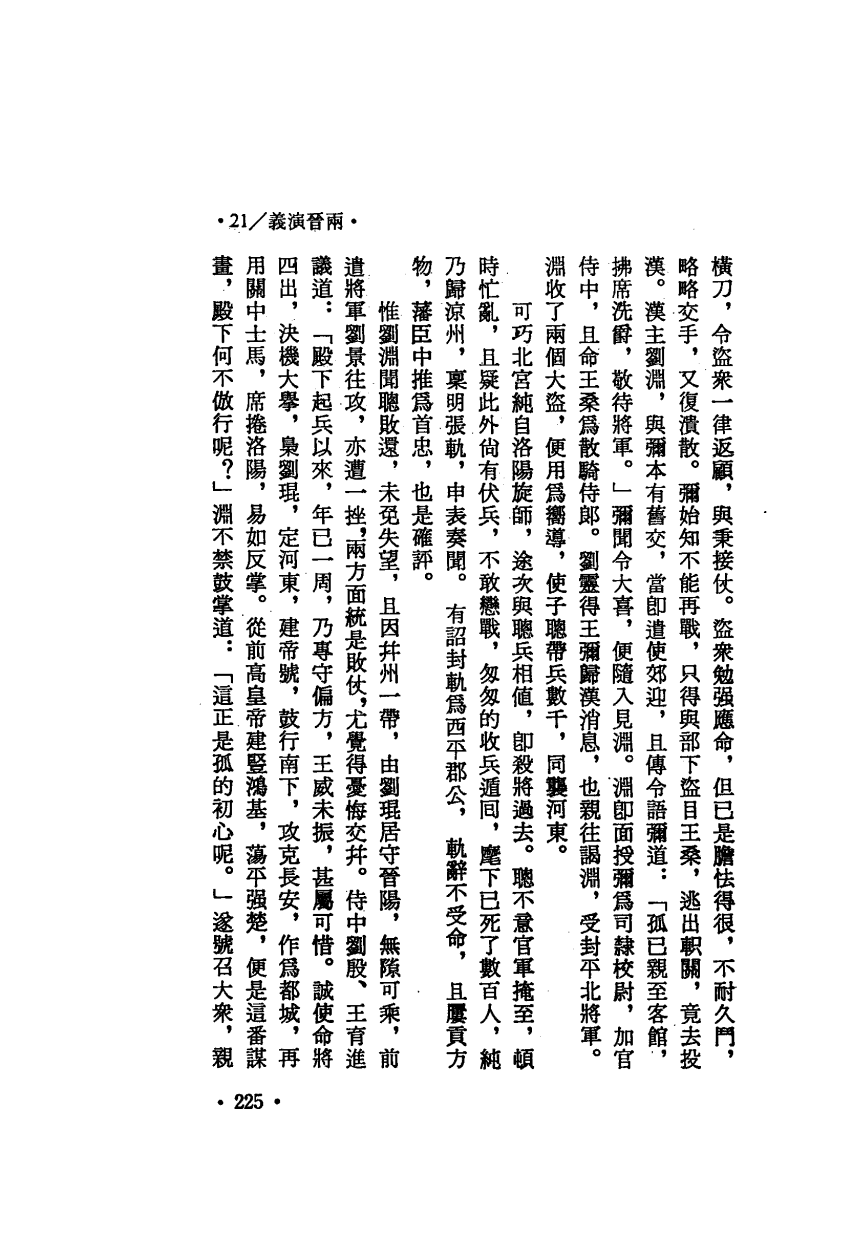 •21／義演晉兩•
橫刀，令盜衆一律返顧，與秉接仗。盜衆勉强應命，但已是膽怯得很，不耐久鬥，
略略交手，又復潰散。彌始知不能再戰，只得與部下盜目王桑，逃出軹關，竟去投
漢。漢主劉淵，與彌本有舊交，當卽遣使郊迎，且傳令語彌道：「孤已親至客館，
拂席洗爵，敬待將軍。」彌聞令大喜，便隨入見淵。淵卽面授彌爲司隸校尉，加官
侍中，且命王桑爲散騎侍郎。劉靈得王彌歸漢消息，也親往謁淵，受封平北將軍。
淵收了兩個大盜，便用爲嚮導，使子聰帶兵數千，同襲河東。
可巧北宮純自洛陽旋師，途次與聰兵相值，卽殺將過去。聰不意官軍掩至，頓
時忙亂，且疑此外尙有伏兵，不敢戀戰，匆匆的收兵遁回，麾下已死了數百人，純
乃歸涼州，稟明張軌，申表奏聞。有詔封軌爲西平郡公，軌辭不受命，且屢貢方
物，藩臣中推爲首忠，也是確評。
惟劉淵聞聰敗還，未免失望，且因幷州一帶，由劉琨居守晉陽，無隙可乘，前
遣將軍劉景往攻，亦遭一挫，兩方面統是敗仗，尤覺得憂悔交幷。侍中劉殷、王育進
議道：「殿下起兵以來，年已一周，乃專守偏方，王威未振，甚屬可惜。誠使命將
四出，決機大擧，梟劉琨，定河東，建帝號，鼓行南下，攻克長安，作爲都城，再
用關中士馬，席捲洛陽，易如反掌。從前高皇帝建豎鴻基，蕩平强楚，便是這番謀
畫，殿下何不倣行呢？」淵不禁鼓掌道：「這正是孤的初心呢。」遂號召大衆，親
•225•